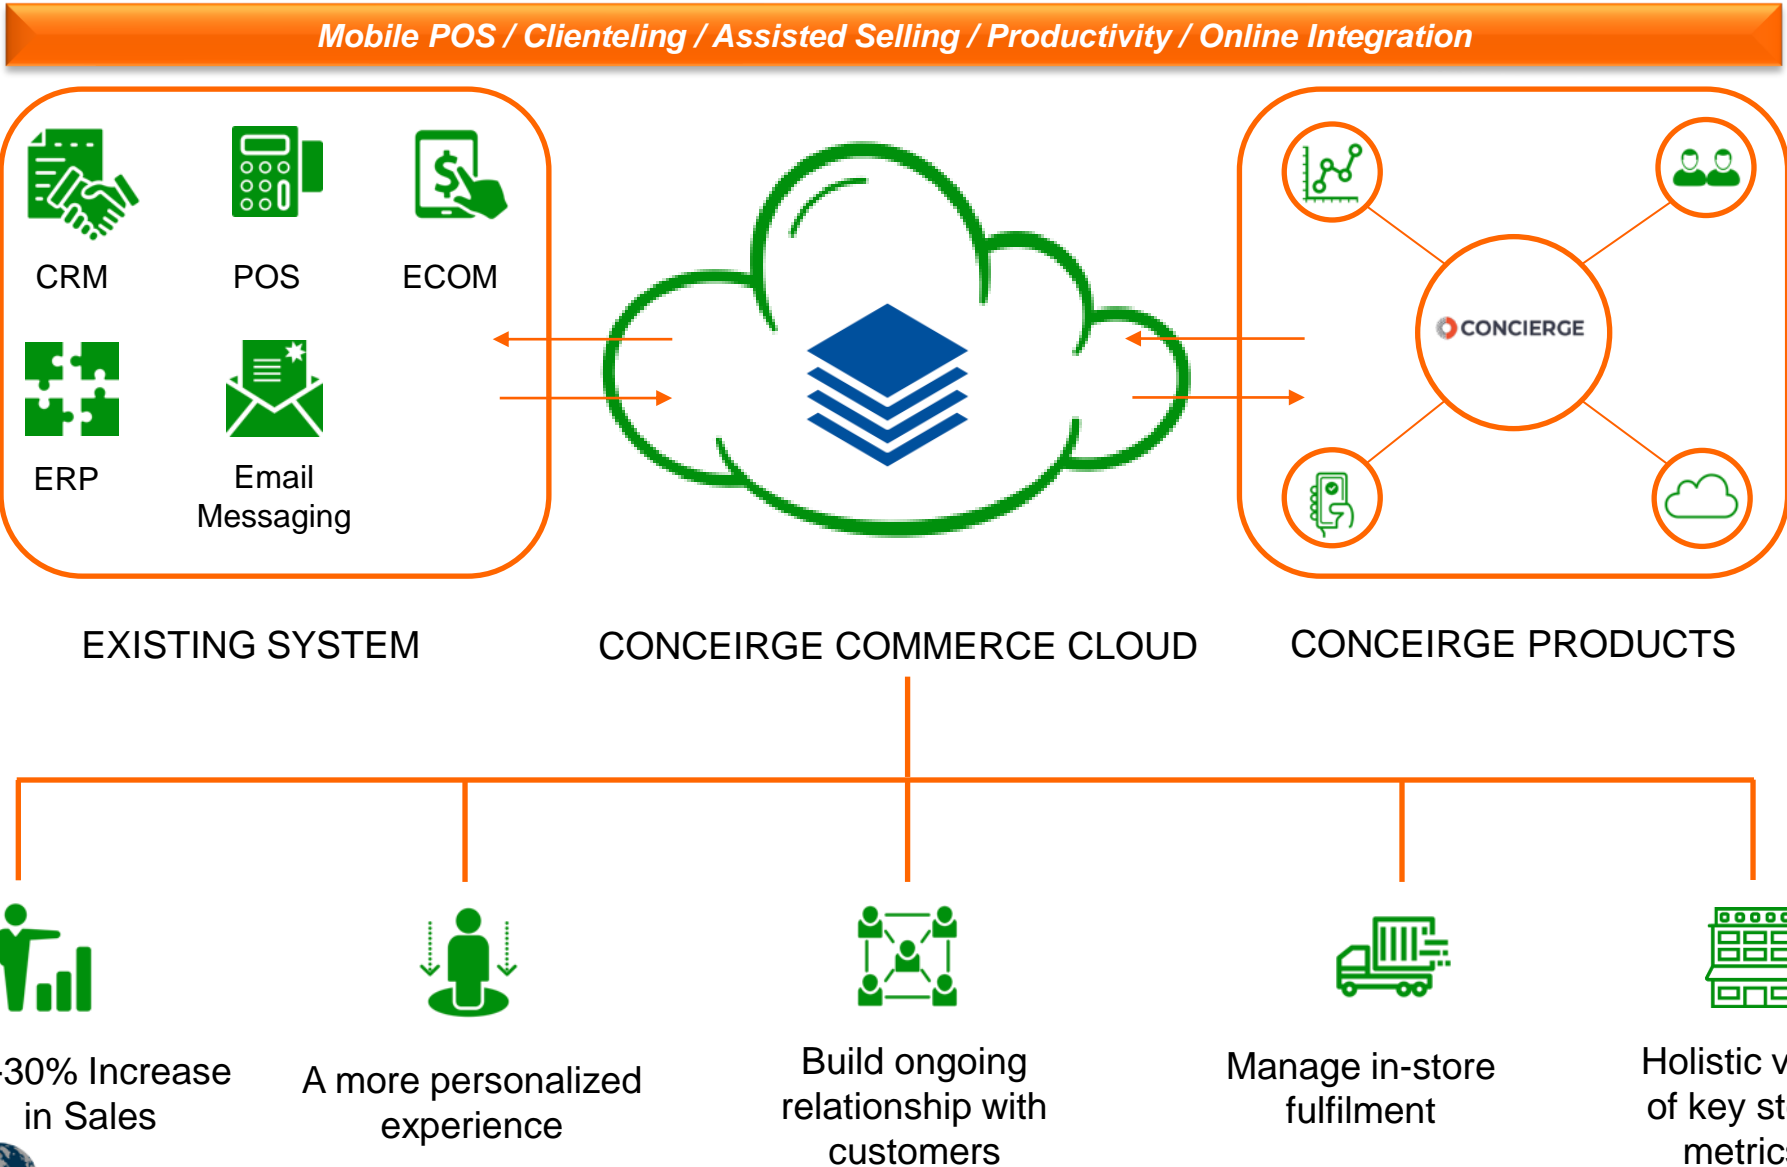 Mobile POS / Clienteling / Assisted Selling / Productivity / Online Integration
CRM
POS
ECOM
ERP
Email
Messaging
CONCIERGE
EXISTING SYSTEM
CONCEIRGE COMMERCE CLOUD
CONCEIRGE PRODUCTS
-30% Increase
in Sales
A more personalized
experience
Build ongoing
relationship with
customers
Manage in-store
fulfilment
Holistic
of key
metrics